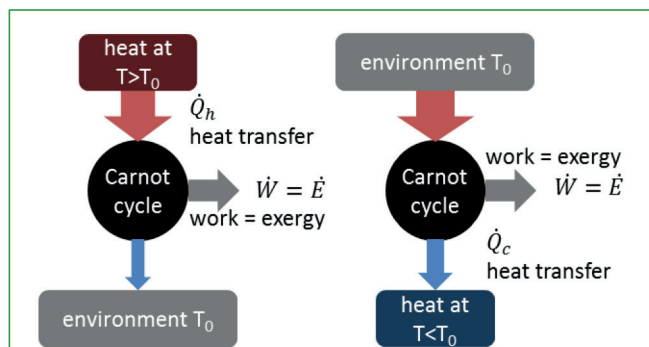 heat at
T>T₀
Q̇ₕ
heat transfer
Carnot
cycle
Ẇ = Ė
work = exergy
environment T₀
environment T₀
work = exergy
Carnot
cycle
Ẇ = Ė
Q̇_c
heat transfer
heat at
T<T₀